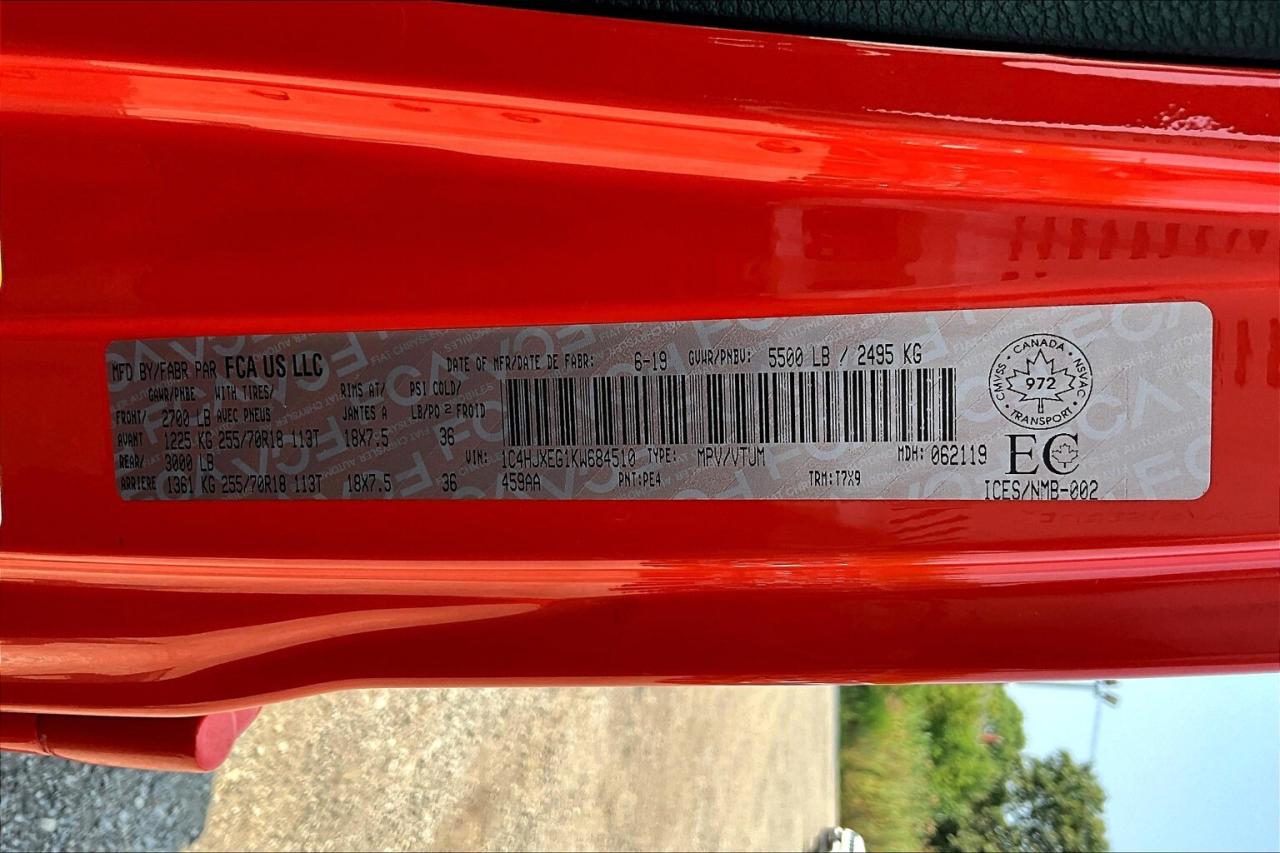 MFD BY/FABR PAR FCA US LLC
DATE OF MFR/DATE DE FABR: 6-19 GVWR/PNBV: 5500 LB / 2495 KG
GAWR/PNBE WITH TIRES/ RIMS AT/ PSI COLD/
FRONT/ 2700 LB AVEC PNEUS JANTES A LB/PO² FROID
AVANT 1225 KG 255/70R18 113T 18X7.5 36
REAR/ 3000 LB
ARRIERE 1361 KG 255/70R18 113T 18X7.5 36
VIN: 1C4HJXEG1KW684510 TYPE: MPV/VTUM MDH: 062119
459AA PNT:PE4 TRM:T7X9
CANADA
CMVSS 972 NSVAC
TRANSPORT
EC
ICES/NMB-002